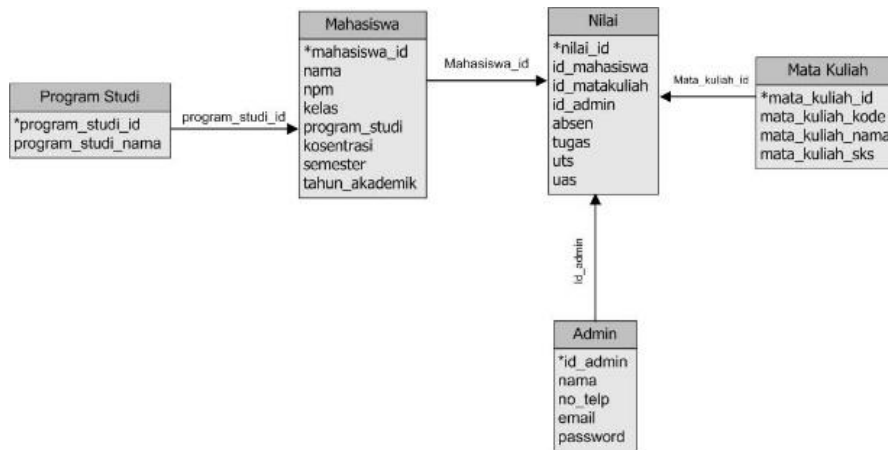 Program Studi
*program_studi_id
program_studi_nama
program_studi_id
Mahasiswa
*mahasiswa_id
nama
npm
kelas
program_studi
kosentrasi
semester
tahun_akademik
Mahasiswa_id
Nilai
*nilai_id
id_mahasiswa
id_matakuliah
id_admin
absen
tugas
uts
uas
Mata_kuliah_id
Mata Kuliah
*mata_kuliah_id
mata_kuliah_kode
mata_kuliah_nama
mata_kuliah_sks
Id_admin
Admin
*id_admin
nama
no_telp
email
password